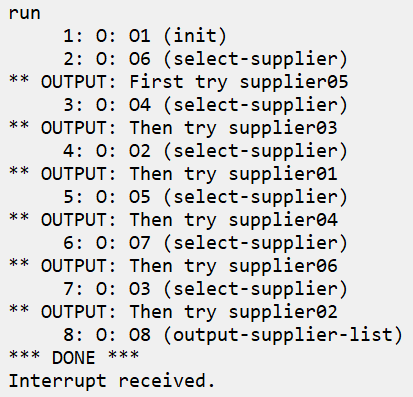 run
1: O: O1 (init)
2: O: O6 (select-supplier)
** OUTPUT: First try supplier05
3: O: O4 (select-supplier)
** OUTPUT: Then try supplier03
4: O: O2 (select-supplier)
** OUTPUT: Then try supplier01
5: O: O5 (select-supplier)
** OUTPUT: Then try supplier04
6: O: O7 (select-supplier)
** OUTPUT: Then try supplier06
7: O: O3 (select-supplier)
** OUTPUT: Then try supplier02
8: O: O8 (output-supplier-list)
*** DONE ***
Interrupt received.